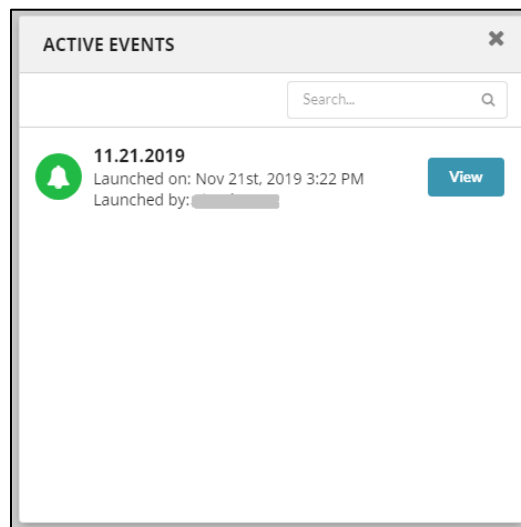 ACTIVE EVENTS
Search...
11.21.2019
Launched on: Nov 21st, 2019 3:22 PM
View
Launched by: